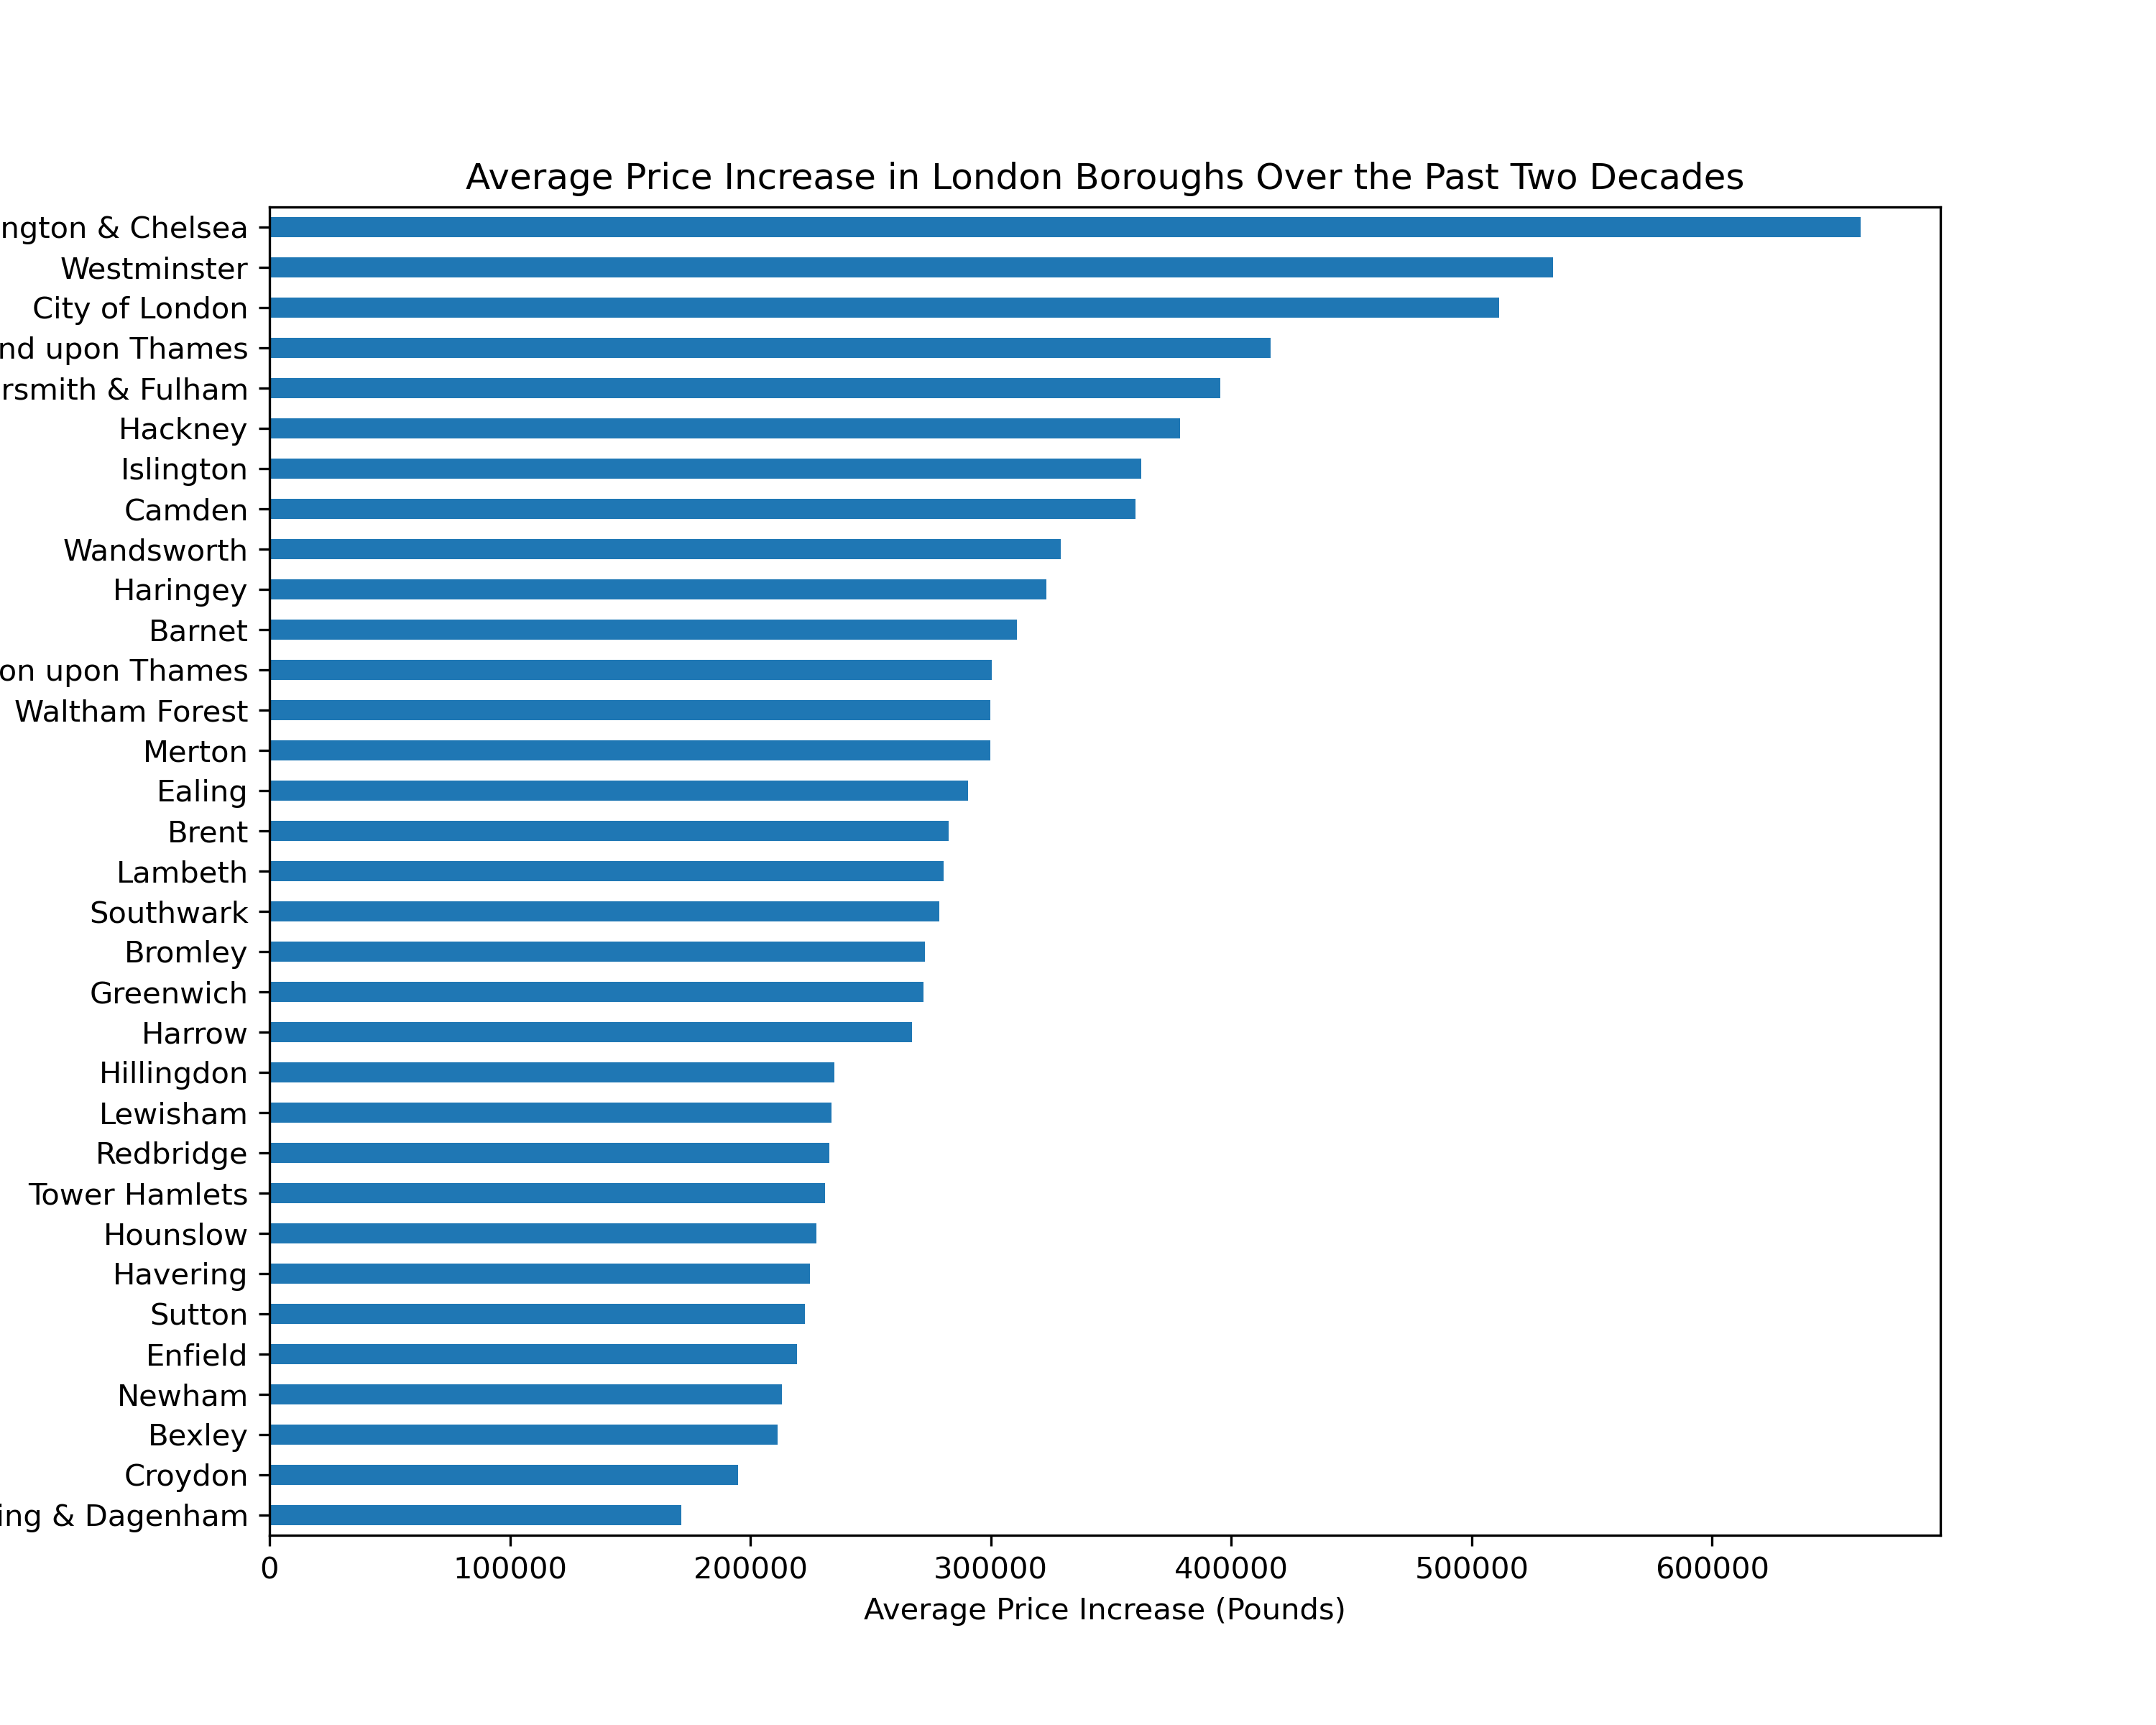 Average Price Increase in London Boroughs Over the Past Two Decades
ngton & Chelsea
Westminster
City of London
nd upon Thames
rsmith & Fulham
Hackney
Islington
Camden
Wandsworth
Haringey
Barnet
on upon Thames
Waltham Forest
Merton
Ealing
Brent
Lambeth
Southwark
Bromley
Greenwich
Harrow
Hillingdon
Lewisham
Redbridge
Tower Hamlets
Hounslow
Havering
Sutton
Enfield
Newham
Bexley
Croydon
ing & Dagenham
0 100000 200000 300000 400000 500000 600000
Average Price Increase (Pounds)